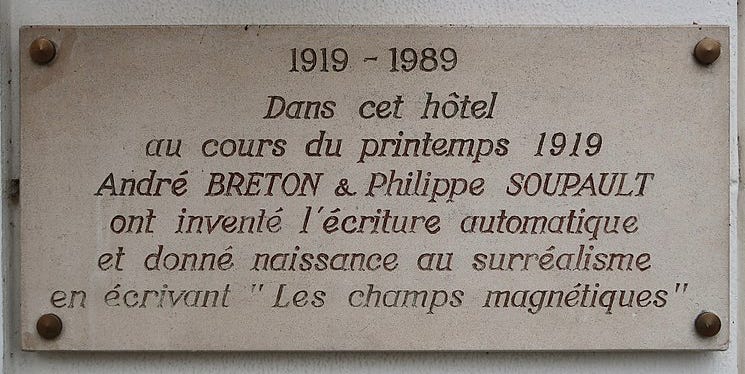 1919 - 1989
Dans cet hôtel
au cours du printemps 1919
André BRETON & Philippe SOUPAULT
ont inventé l'écriture automatique
et donné naissance au surréalisme
en écrivant "Les champs magnétiques"